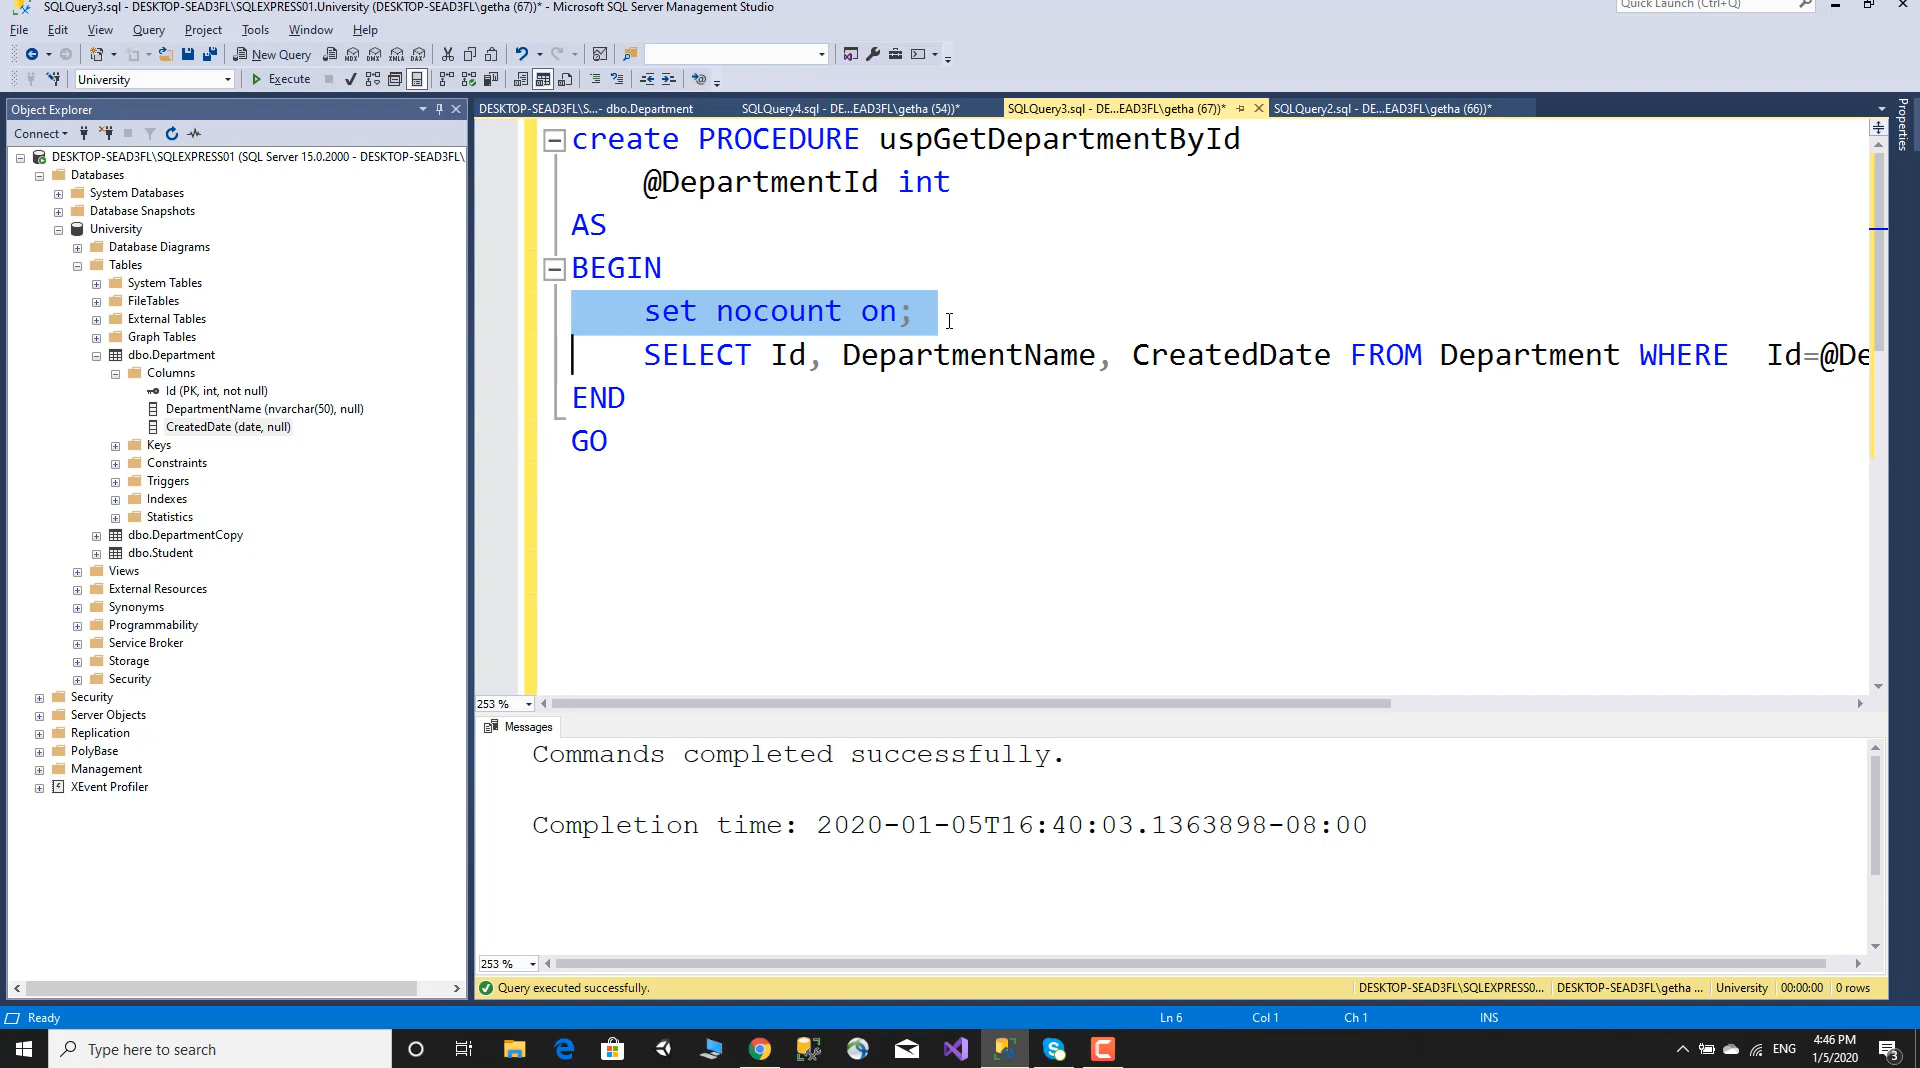 SQLQuery3.sql - DESKTOP-SEAD3FL\SQLEXPRESS01.University (DESKTOP-SEAD3FL\getha (67))* - Microsoft SQL Server Management Studio
Quick Launch (Ctrl+Q)
File Edit View Query Project Tools Window Help
New Query
University
Execute
Object Explorer
DESKTOP-SEAD3FL\S...- dbo.Department
SQLQuery4.sql - DE...EAD3FL\getha (54))*
SQLQuery3.sql - DE...EAD3FL\getha (67))*
SQLQuery2.sql - DE...EAD3FL\getha (66))*
Properties
Connect
DESKTOP-SEAD3FL\SQLEXPRESS01 (SQL Server 15.0.2000 - DESKTOP-SEAD3FL\
Databases
System Databases
Database Snapshots
University
Database Diagrams
Tables
System Tables
FileTables
External Tables
Graph Tables
dbo.Department
Columns
Id (PK, int, not null)
DepartmentName (nvarchar(50), null)
CreatedDate (date, null)
Keys
Constraints
Triggers
Indexes
Statistics
dbo.DepartmentCopy
dbo.Student
Views
External Resources
Synonyms
Programmability
Service Broker
Storage
Security
Security
Server Objects
Replication
PolyBase
Management
XEvent Profiler
create PROCEDURE uspGetDepartmentById
@DepartmentId int
AS
BEGIN
set nocount on;
SELECT Id, DepartmentName, CreatedDate FROM Department WHERE Id=@De
END
GO
253 %
Messages
Commands completed successfully.
Completion time: 2020-01-05T16:40:03.1363898-08:00
253 %
Query executed successfully.
DESKTOP-SEAD3FL\SQLEXPRESS0... DESKTOP-SEAD3FL\getha ... University 00:00:00 0 rows
Ready
Ln 6 Col 1 Ch 1 INS
Type here to search
ENG
4:46 PM
1/5/2020
3